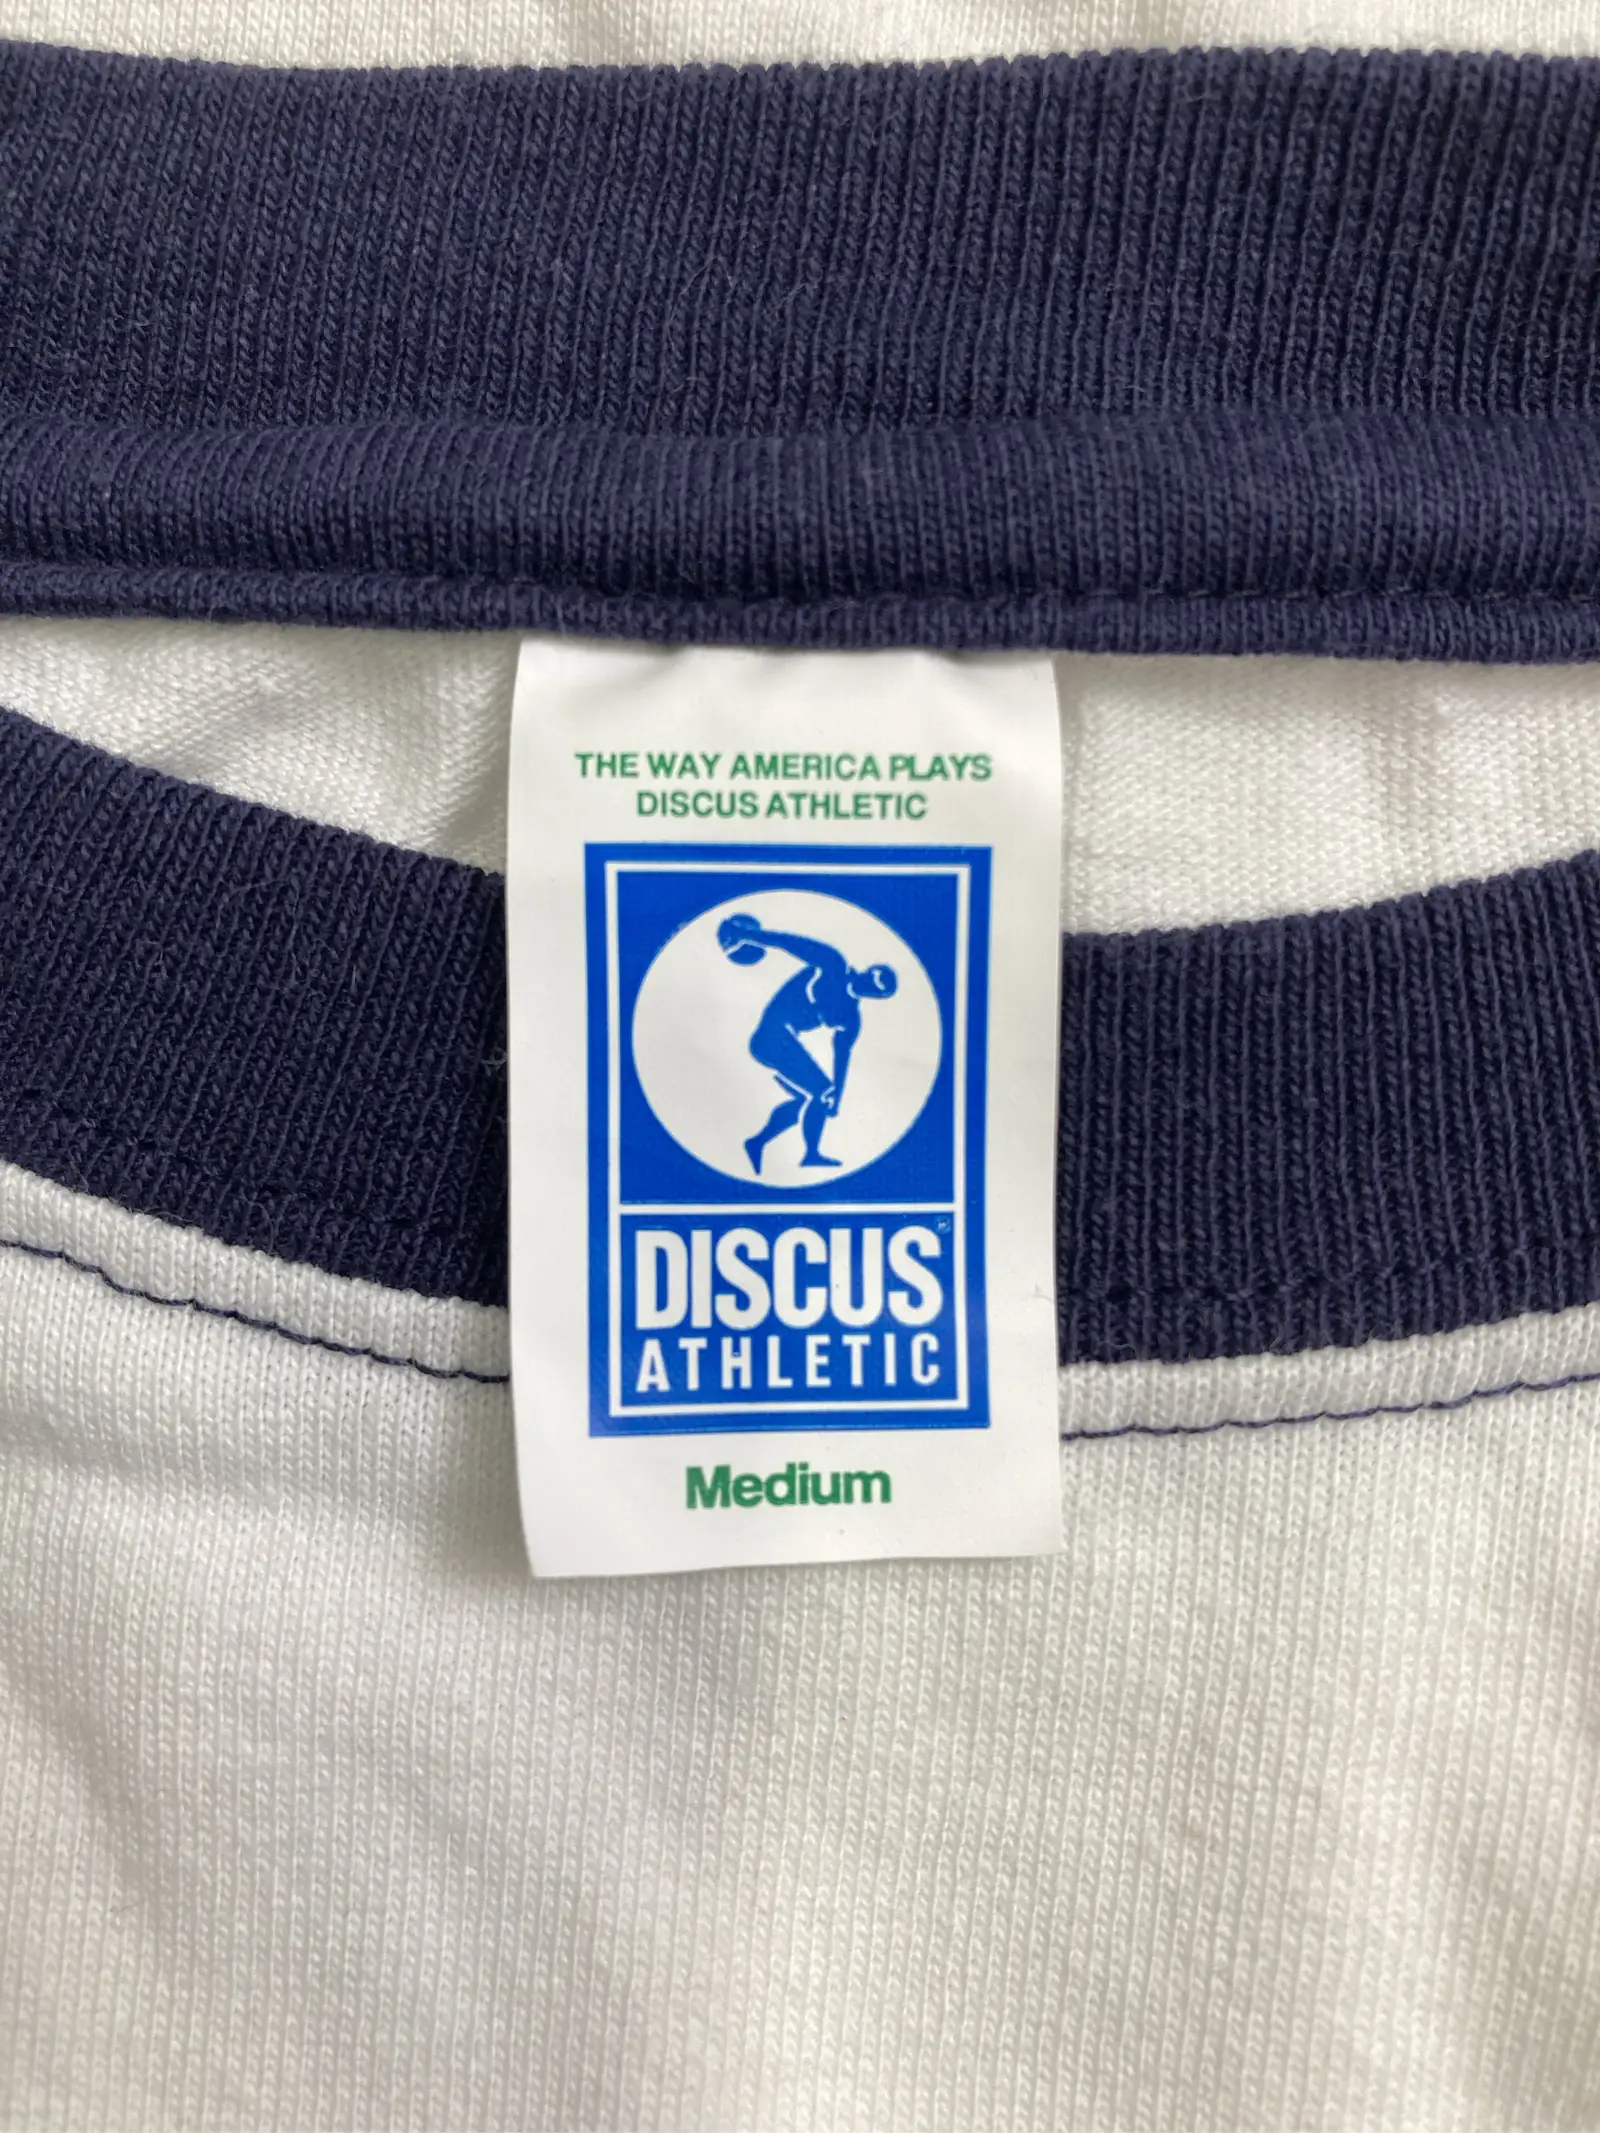 THE WAY AMERICA PLAYS
DISCUS ATHLETIC
DISCUS
ATHLETIC
Medium